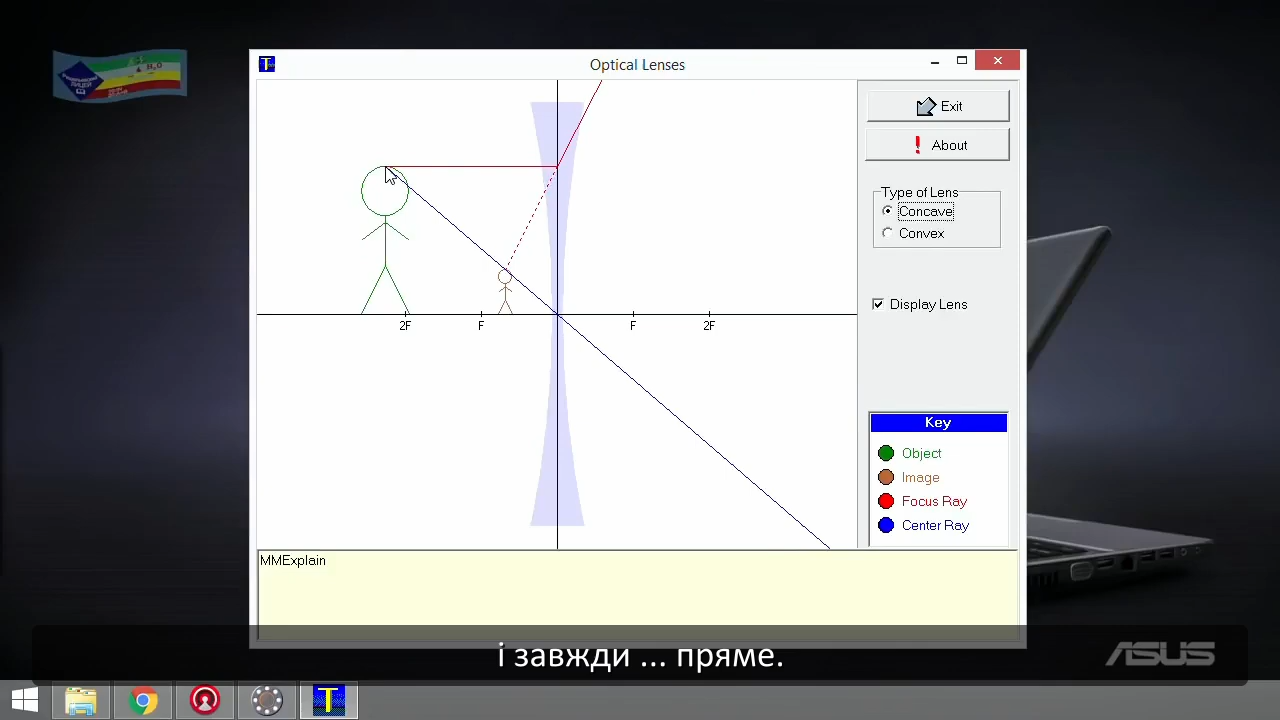 Optical Lenses
Exit
About
Type of Lens
Concave
Convex
Display Lens
2F
F
F
2F
Key
Object
Image
Focus Ray
Center Ray
MMExplain
і завжди ... пряме.
ASUS